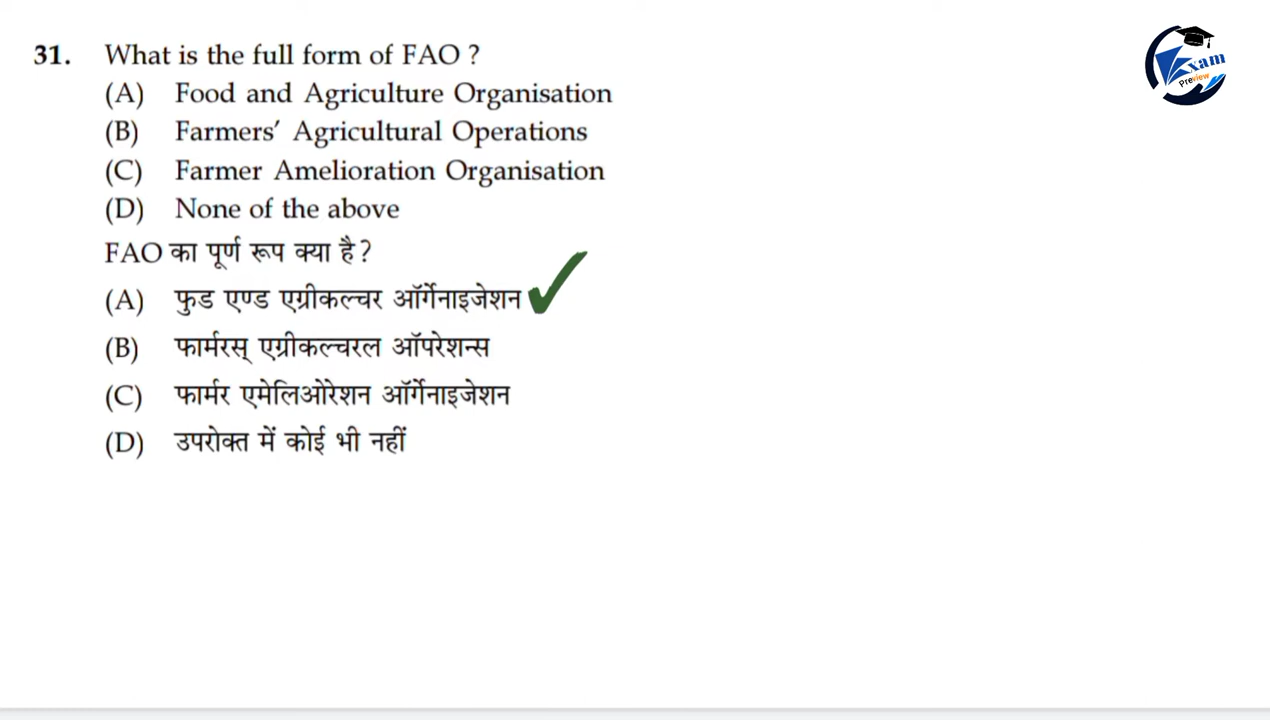 31. What is the full form of FAO ?
(A) Food and Agriculture Organisation
(B) Farmers' Agricultural Operations
(C) Farmer Amelioration Organisation
(D) None of the above
FAO का पूर्ण रूप क्या है?
(A) फुड एण्ड एग्रीकल्चर ऑर्गेनाइजेशन
(B) फार्मरस् एग्रीकल्चरल ऑपरेशन्स
(C) फार्मर एमेलिओरेशन ऑर्गेनाइजेशन
(D) उपरोक्त में कोई भी नहीं
Exam
Preview